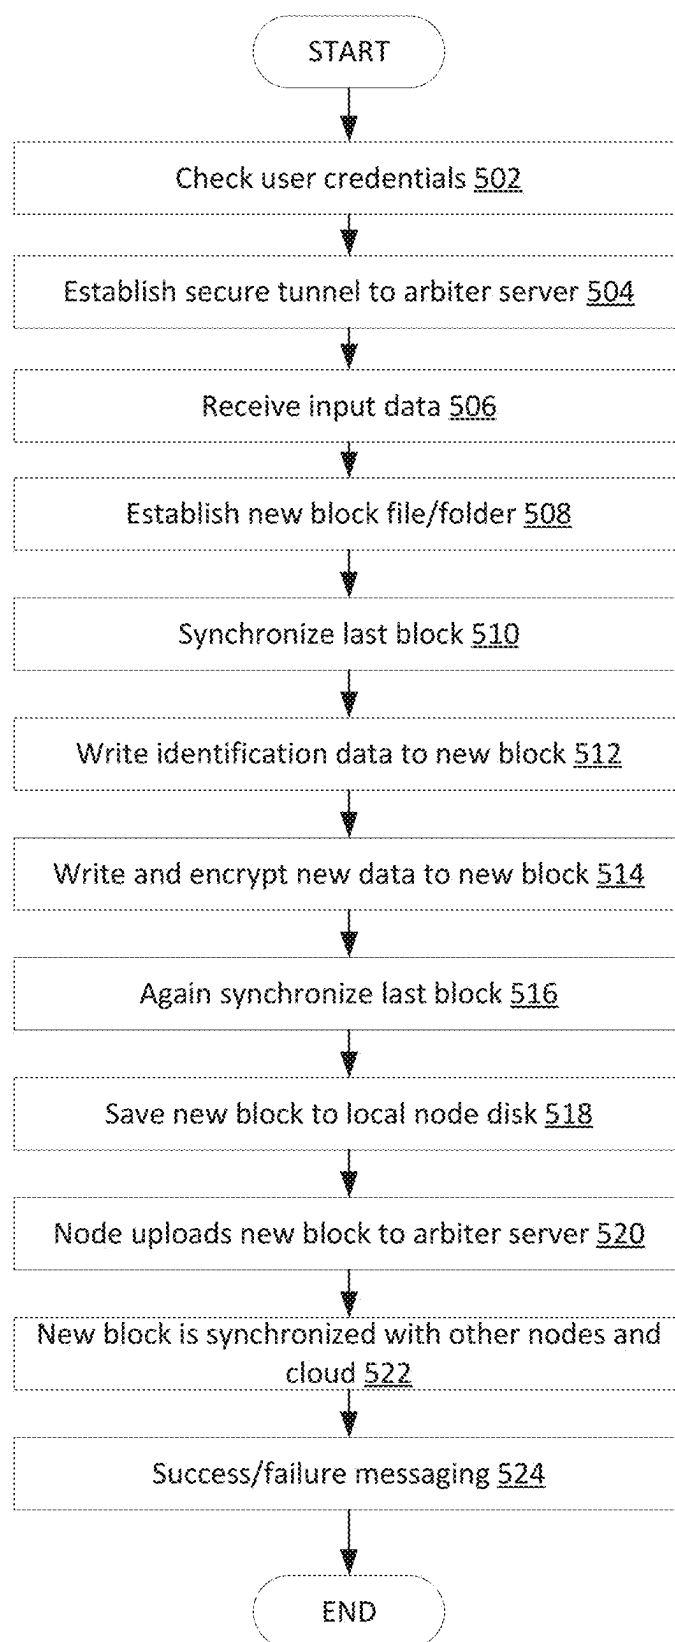 START
Check user credentials 502
Establish secure tunnel to arbiter server 504
Receive input data 506
Establish new block file/folder 508
Synchronize last block 510
Write identification data to new block 512
Write and encrypt new data to new block 514
Again synchronize last block 516
Save new block to local node disk 518
Node uploads new block to arbiter server 520
New block is synchronized with other nodes and
cloud 522
Success/failure messaging 524
END